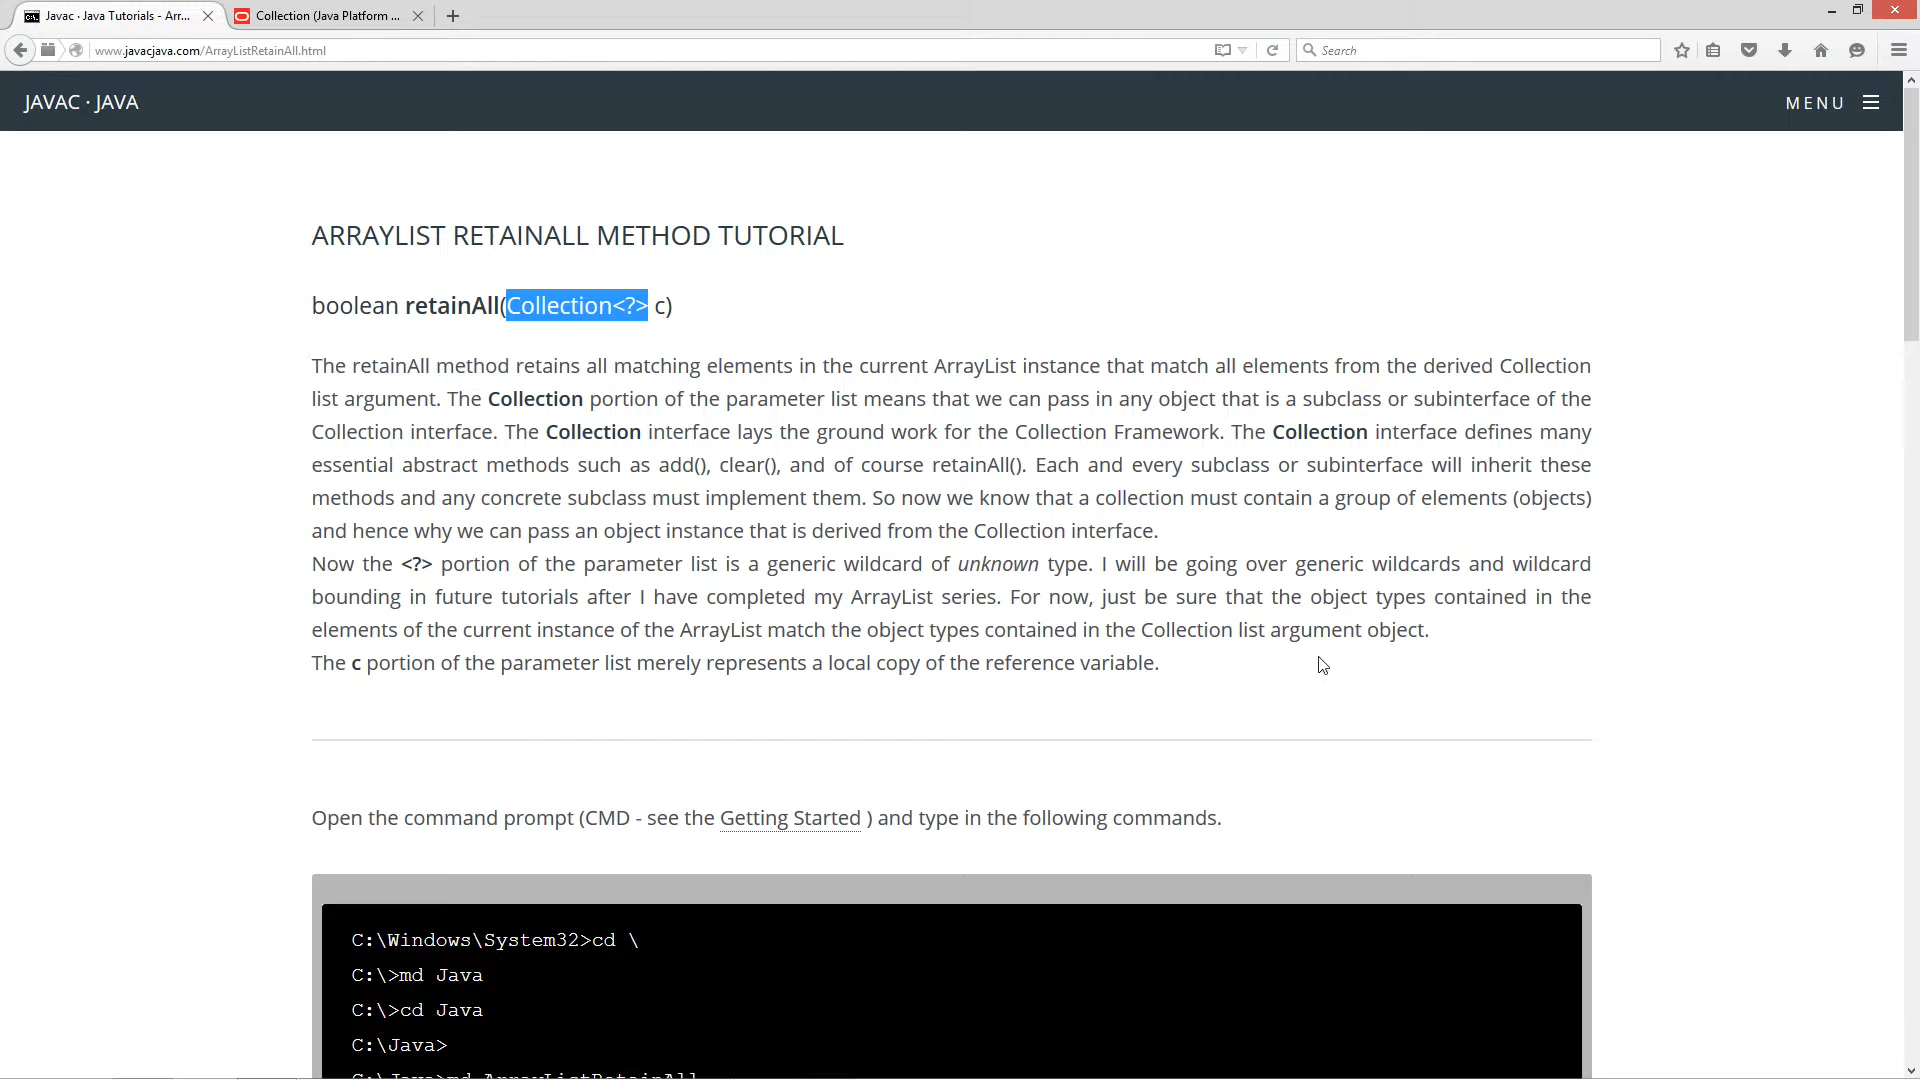 Javac · Java Tutorials - Arr...
Collection (Java Platform ...
www.javacjava.com/ArrayListRetainAll.html
Search
JAVAC · JAVA
MENU
ARRAYLIST RETAINALL METHOD TUTORIAL
boolean retainAll(Collection<?> c)
The retainAll method retains all matching elements in the current ArrayList instance that match all elements from the derived Collection
list argument. The Collection portion of the parameter list means that we can pass in any object that is a subclass or subinterface of the
Collection interface. The Collection interface lays the ground work for the Collection Framework. The Collection interface defines many
essential abstract methods such as add(), clear(), and of course retainAll(). Each and every subclass or subinterface will inherit these
methods and any concrete subclass must implement them. So now we know that a collection must contain a group of elements (objects)
and hence why we can pass an object instance that is derived from the Collection interface.
Now the <?> portion of the parameter list is a generic wildcard of unknown type. I will be going over generic wildcards and wildcard
bounding in future tutorials after I have completed my ArrayList series. For now, just be sure that the object types contained in the
elements of the current instance of the ArrayList match the object types contained in the Collection list argument object.
The c portion of the parameter list merely represents a local copy of the reference variable.
Open the command prompt (CMD - see the Getting Started ) and type in the following commands.
C:\Windows\System32>cd \
C:\>md Java
C:\>cd Java
C:\Java>
C:\Java>md ArrayListRetainAll